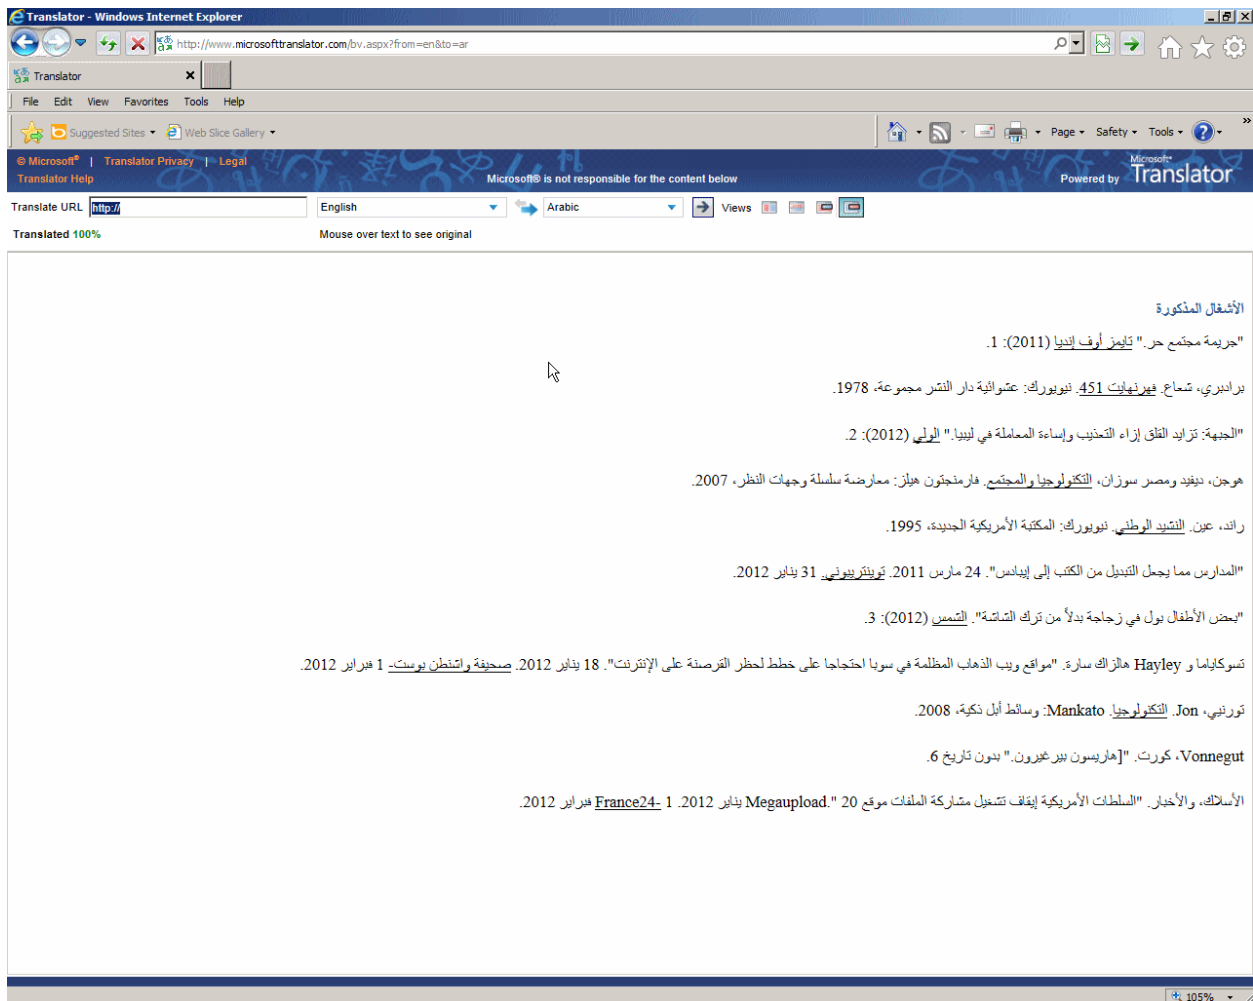 Translator - Windows Internet Explorer
http://www.microsofttranslator.com/bv.aspx?from=en&to=ar
Translator
File Edit View Favorites Tools Help
Suggested Sites Web Slice Gallery Page Safety Tools
© Microsoft® | Translator Privacy | Legal
Translator Help
Microsoft® is not responsible for the content below
Powered by Microsoft® Translator
Translate URL http:// English Arabic Views
Translated 100% Mouse over text to see original
الأشغال المذكورة
"جريمة مجتمع حر." تايمز أوف إنديا (2011): 1.
برادبري، شعاع. فهرنهايت 451. نيويورك: عشوائية دار النشر مجموعة، 1978.
"الجبهة: تزايد القلق إزاء التعذيب وإساءة المعاملة في ليبيا." الولي (2012): 2.
هوجن، ديفيد ومصر سوزان، التكنولوجيا والمجتمع. فارمنجتون هيلز: معارضة سلسلة وجهات النظر، 2007.
راند، عين. النشيد الوطني. نيويورك: المكتبة الأمريكية الجديدة، 1995.
"المدارس مما يجعل التبديل من الكتب إلى إيبادس". 24 مارس 2011. توينتريبوني. 31 يناير 2012.
"بعض الأطفال بول في زجاجة بدلاً من ترك الشاشة". الشمس (2012): 3.
تسوكاياما و Hayley هالزاك سارة. "مواقع ويب الذهاب المظلمة في سوبا احتجاجا على خطط لحظر القرصنة على الإنترنت". 18 يناير 2012. صحيفة واشنطن بوست- 1 فبراير 2012.
تورنيي، Jon. التكنولوجيا. Mankato: وسائط أبل ذكية، 2008.
Vonnegut، كورت. "[هاريسون بيرغيرون." بدون تاريخ 6.
الأسلاك، والأخبار. "السلطات الأمريكية إيقاف تشغيل مشاركة الملفات موقع Megaupload." 20 يناير 2012. France24- 1 فبراير 2012.
105%